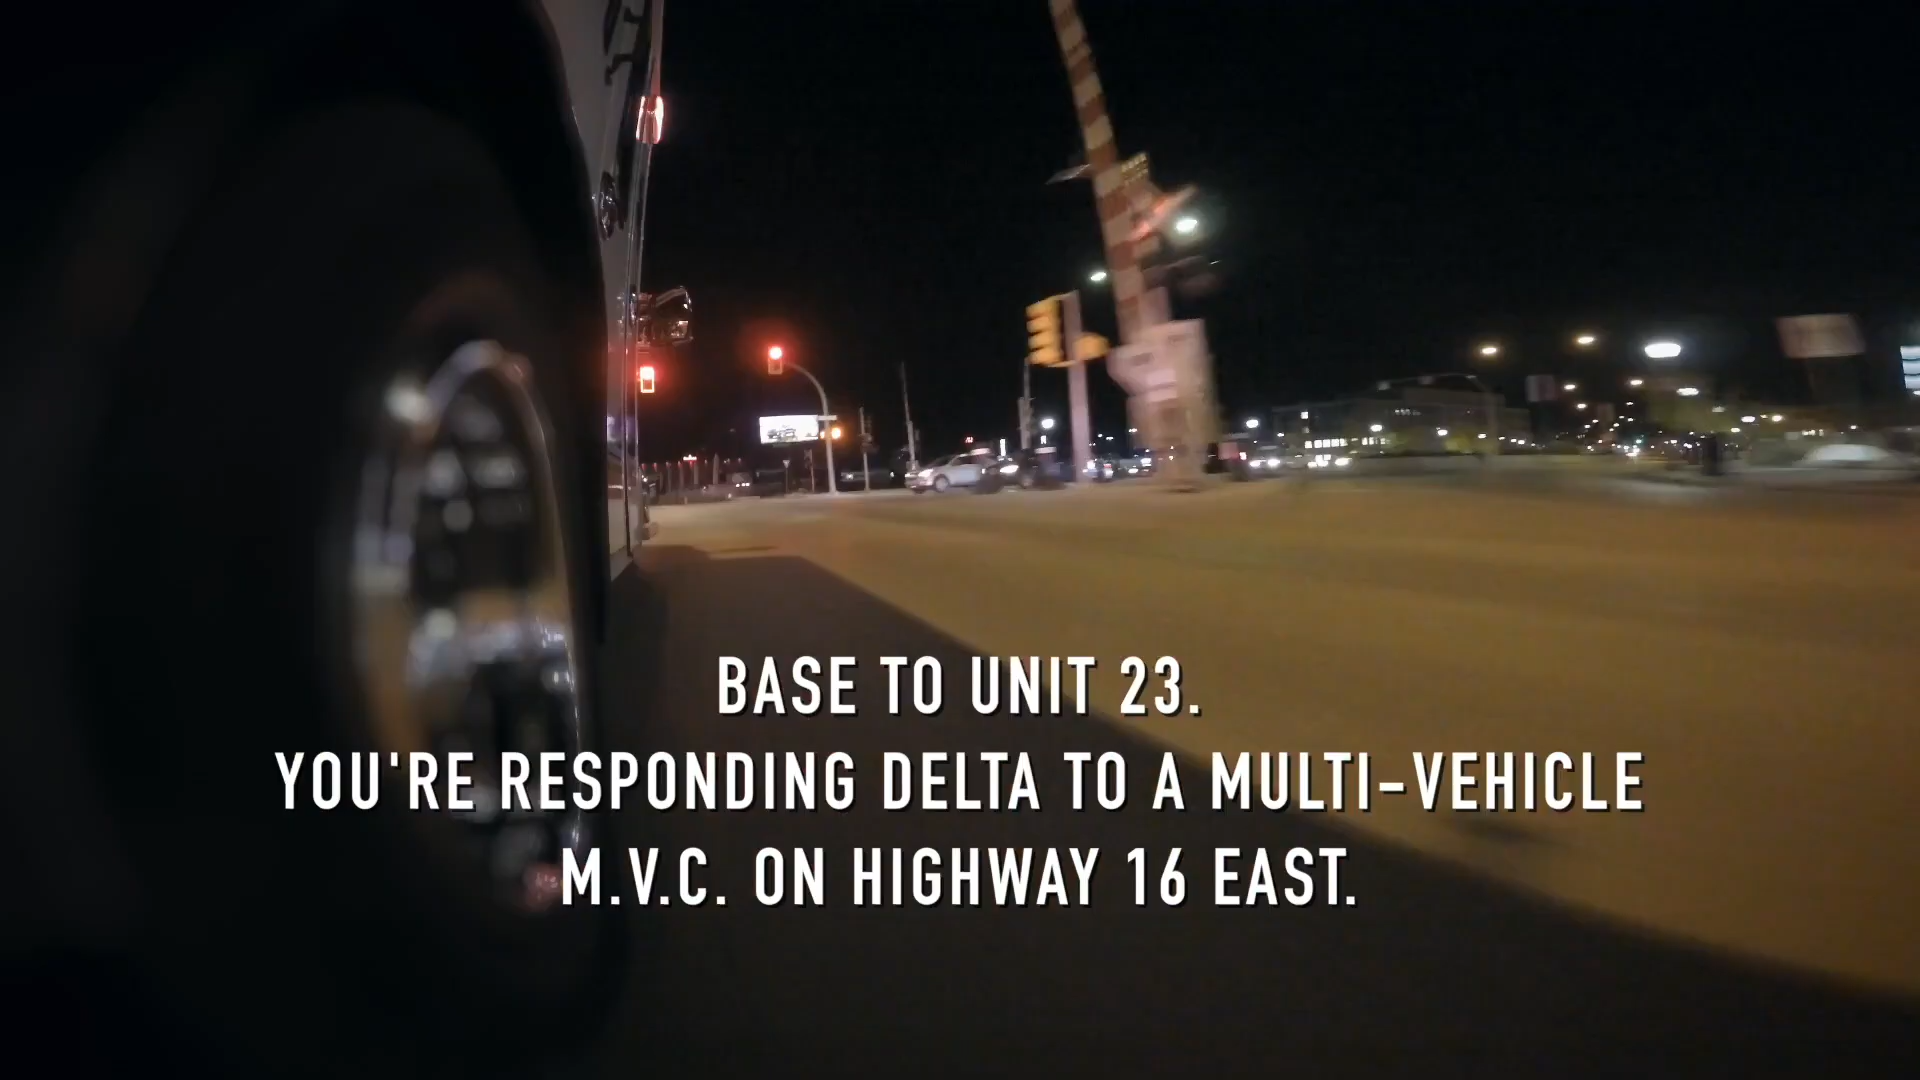 BASE TO UNIT 23.
YOU'RE RESPONDING DELTA TO A MULTI-VEHICLE
M.V.C. ON HIGHWAY 16 EAST.